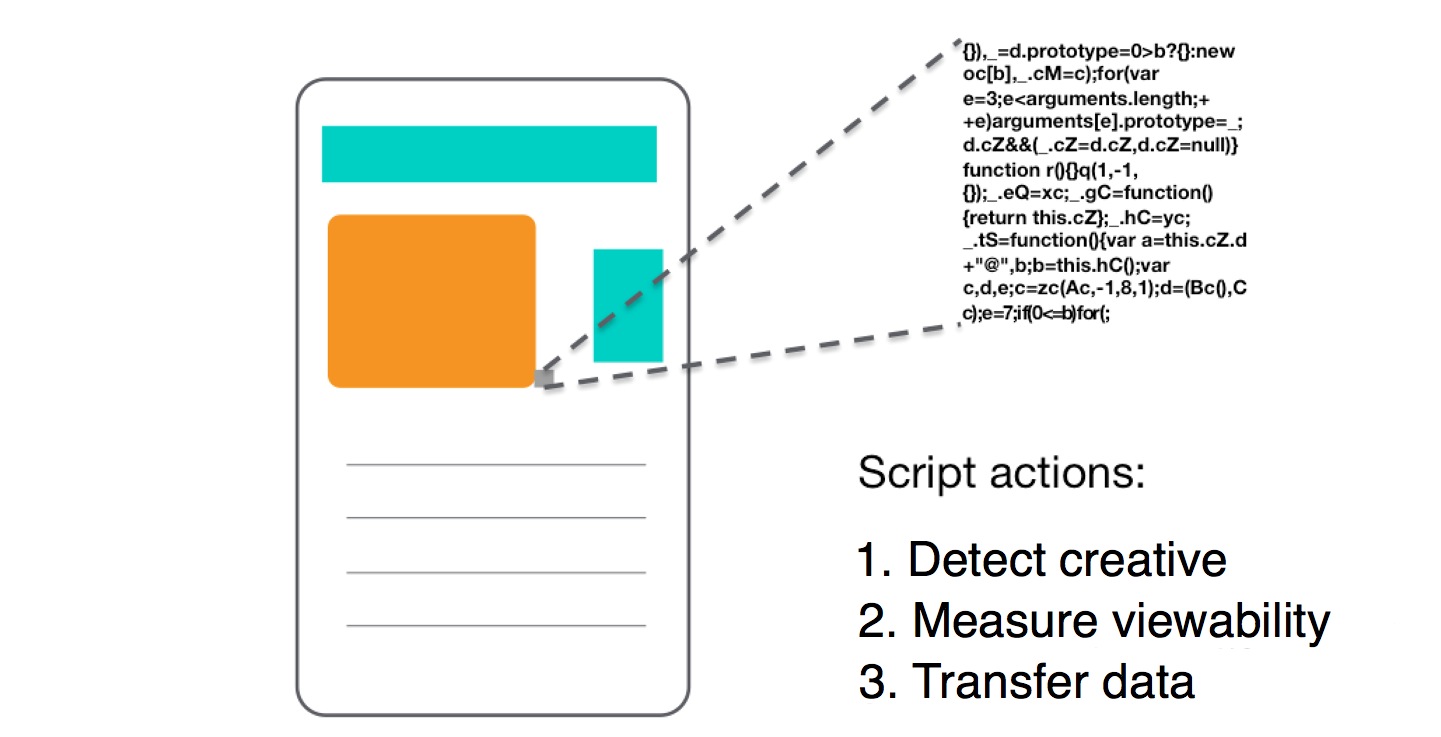 {}),_=d.prototype=0>b?{}:new
oc[b],_.cM=c);for(var
e=3;e<arguments.length;+
+e)arguments[e].prototype=_;
d.cZ&&(_.cZ=d.cZ,d.cZ=null)}
function r(){}q(1,-1,
{});_.eQ=xc;_.gC=function()
{return this.cZ};_.hC=yc;
_.tS=function(){var a=this.cZ.d
+"@",b;b=this.hC();var
c,d,e;c=zc(Ac,-1,8,1);d=(Bc(),C
c);e=7;if(0<=b)for(;
Script actions:
1. Detect creative
2. Measure viewability
3. Transfer data